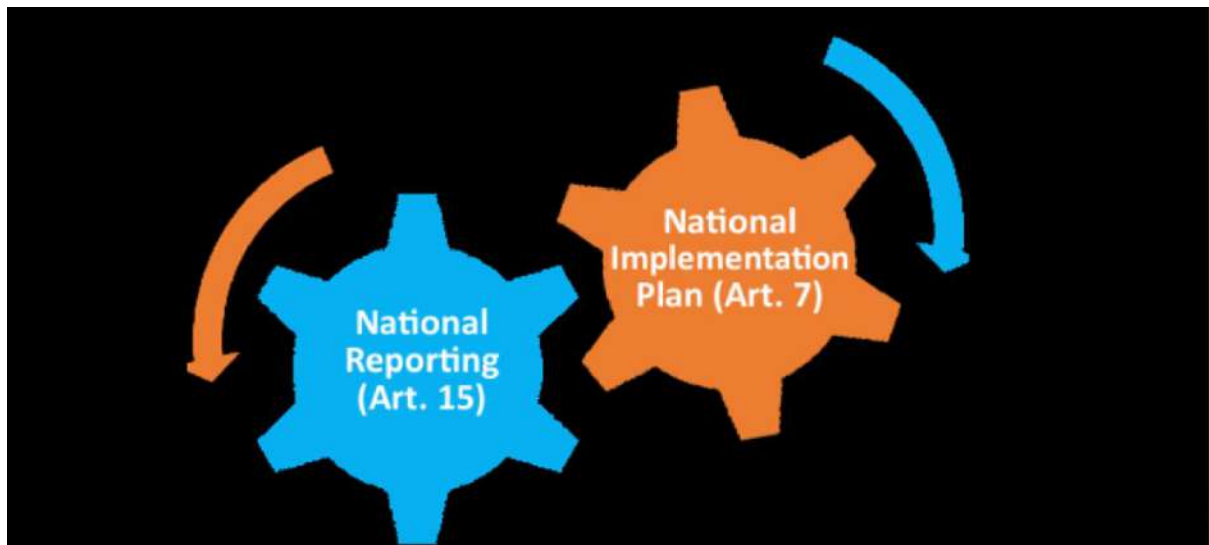 National
Implementation
Plan (Art. 7)
National
Reporting
(Art. 15)